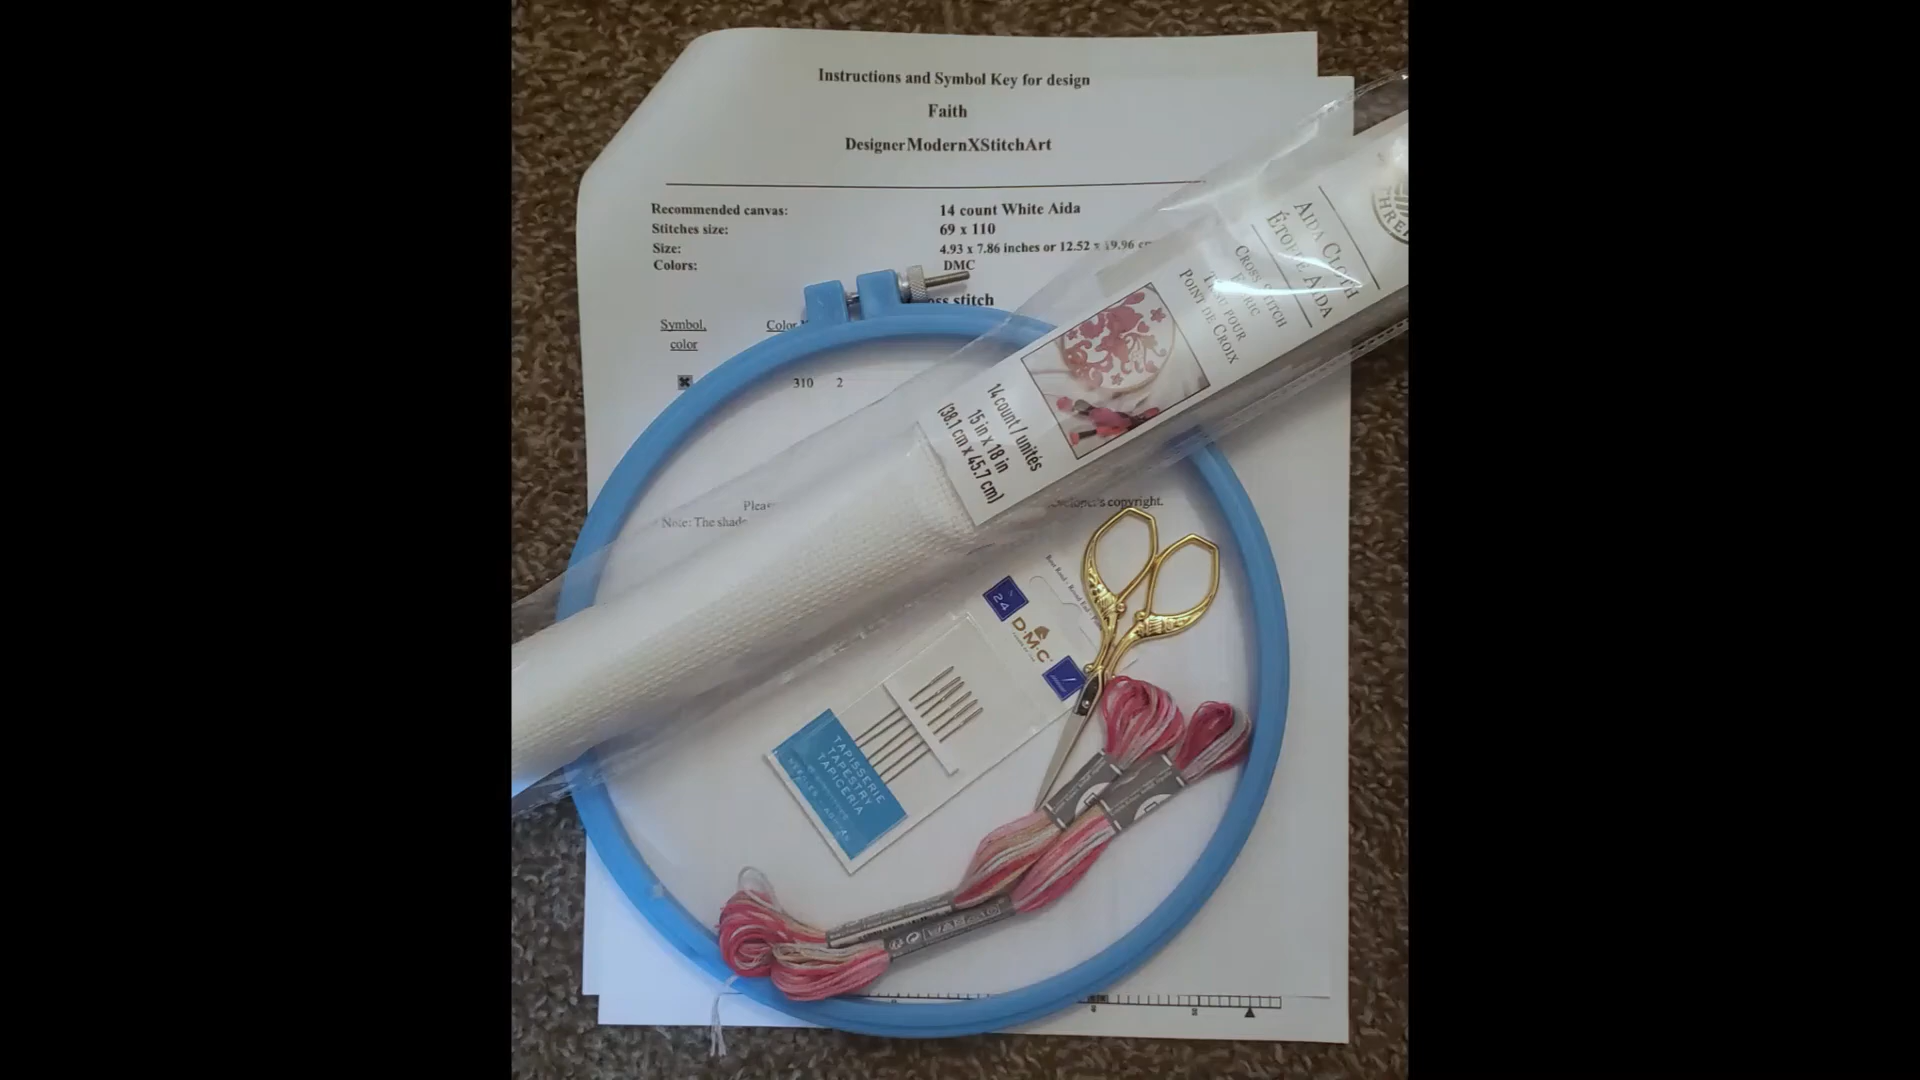 Instructions and Symbol Key for design
Faith
DesignerModernXStitchArt
Recommended canvas: 14 count White Aida
Stitches size: 69 x 110
Size: 4.93 x 7.86 inches or 12.52 x 19.96
Colors: DMC
stitch
Symbol,
color
310 2
Note: The
copyright.
AIDA CLOTH
ÉTOFFE AIDA
CROSS STITCH
FABRIC
TISSU POUR
POINT DE CROIX
14 count / unités
15 in x 18 in
(38.1 cm x 45.7 cm)
24
DMC
TAPISSERIE
TAPESTRY
TAPICERIA